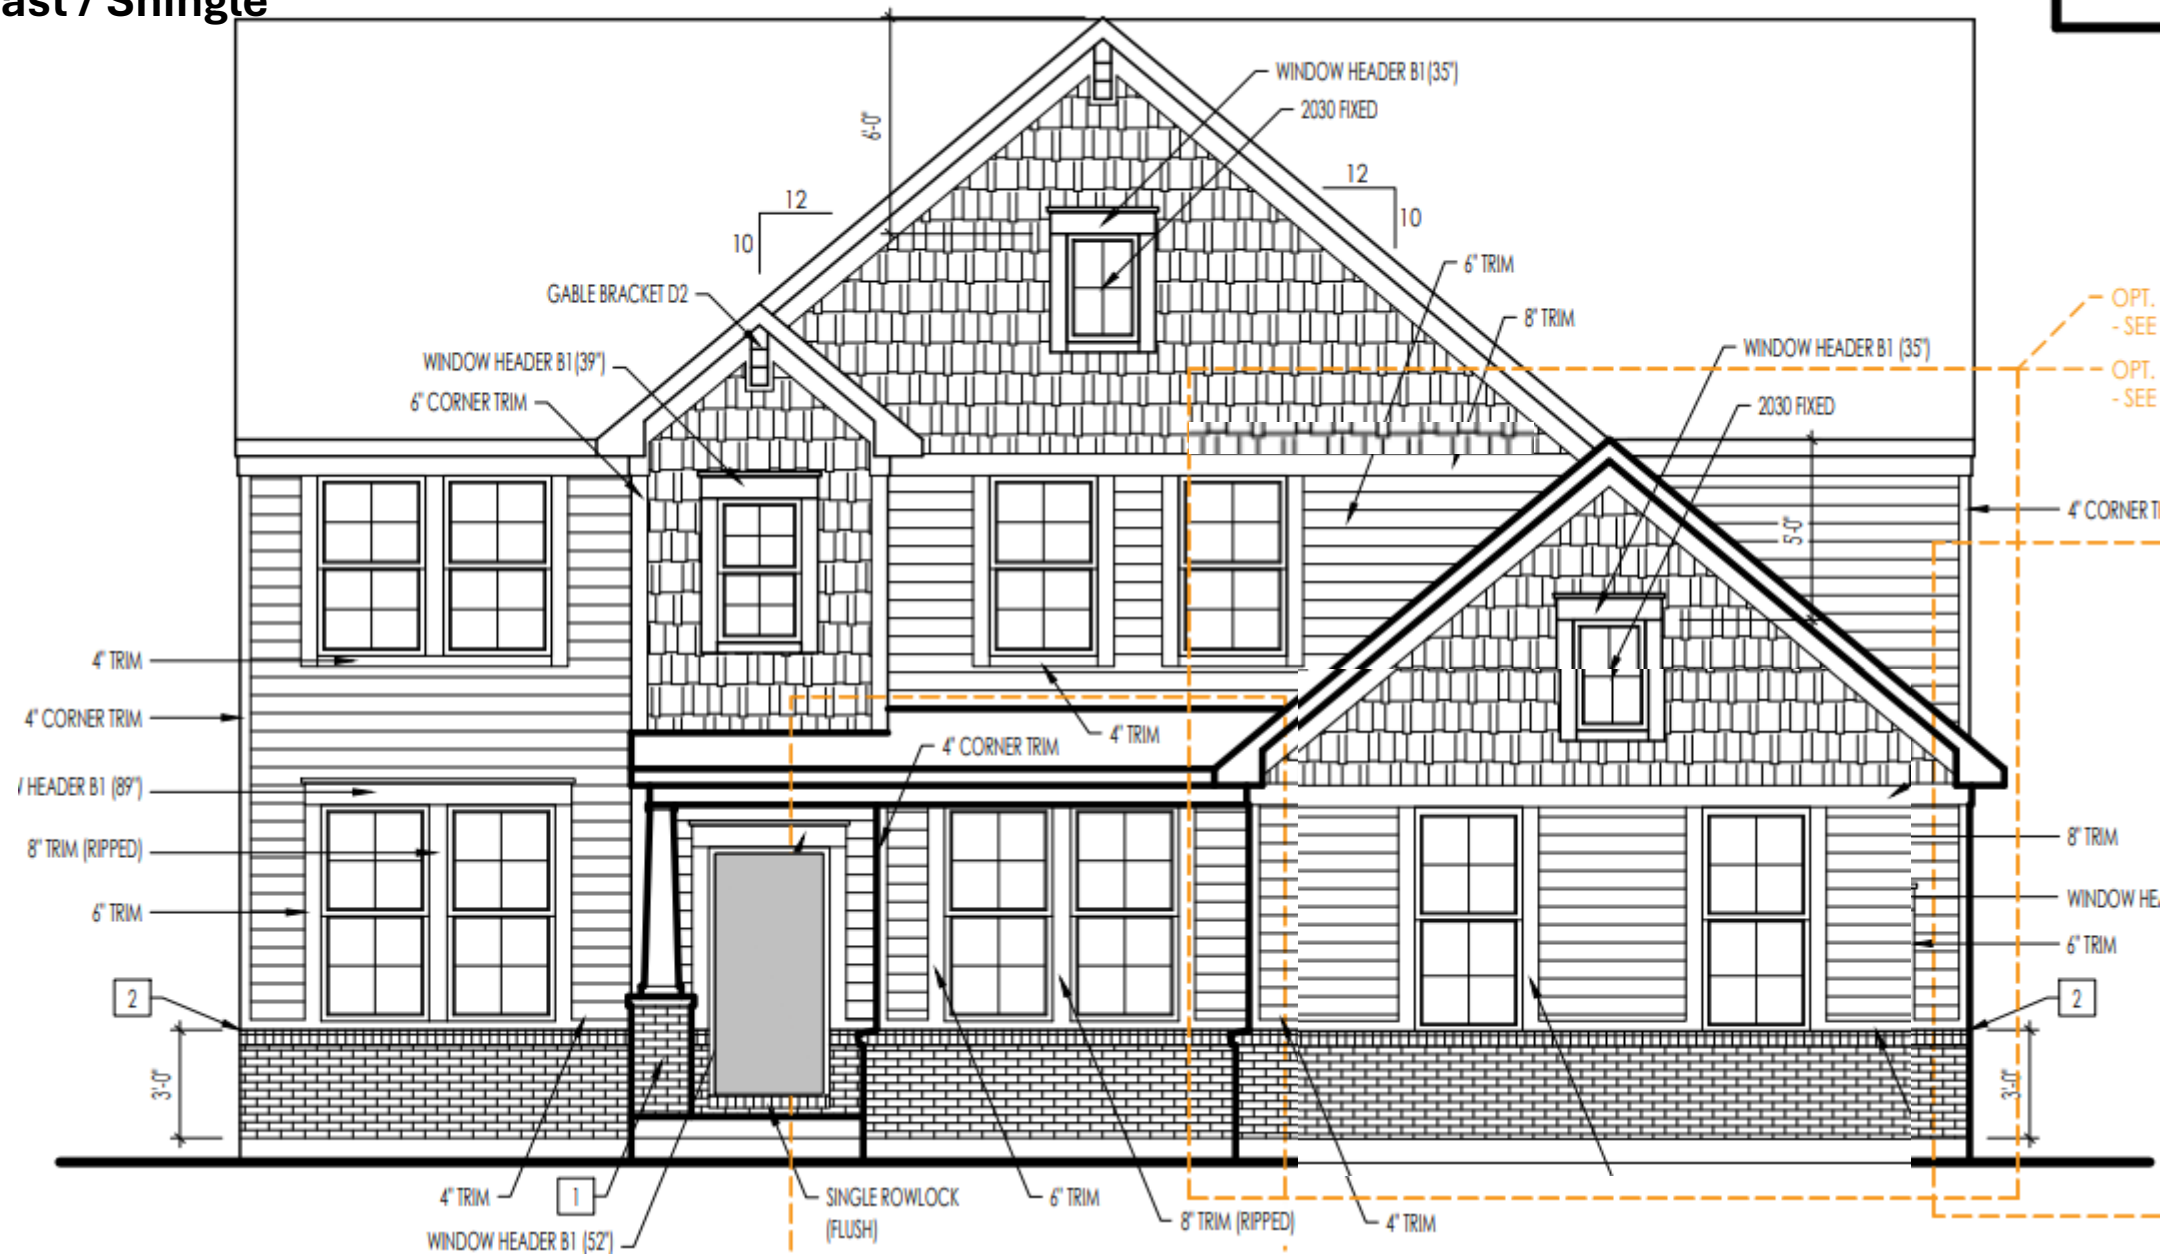 ast / Shingle
WINDOW HEADER B1(35")
2030 FIXED
6'-0"
12
10
12
10
6" TRIM
GABLE BRACKET D2
8" TRIM
OPT.
- SEE
WINDOW HEADER B1(39")
WINDOW HEADER B1 (35")
OPT.
- SEE
6" CORNER TRIM
2030 FIXED
5'-0"
4" CORNER T
4" TRIM
4" CORNER TRIM
4" TRIM
4" CORNER TRIM
HEADER B1 (89")
8" TRIM (RIPPED)
8" TRIM
WINDOW HEA
6" TRIM
6" TRIM
2
2
3'-0"
3'-0"
4" TRIM
1
SINGLE ROWLOCK
(FLUSH)
6" TRIM
8" TRIM (RIPPED)
4" TRIM
WINDOW HEADER B1 (52")